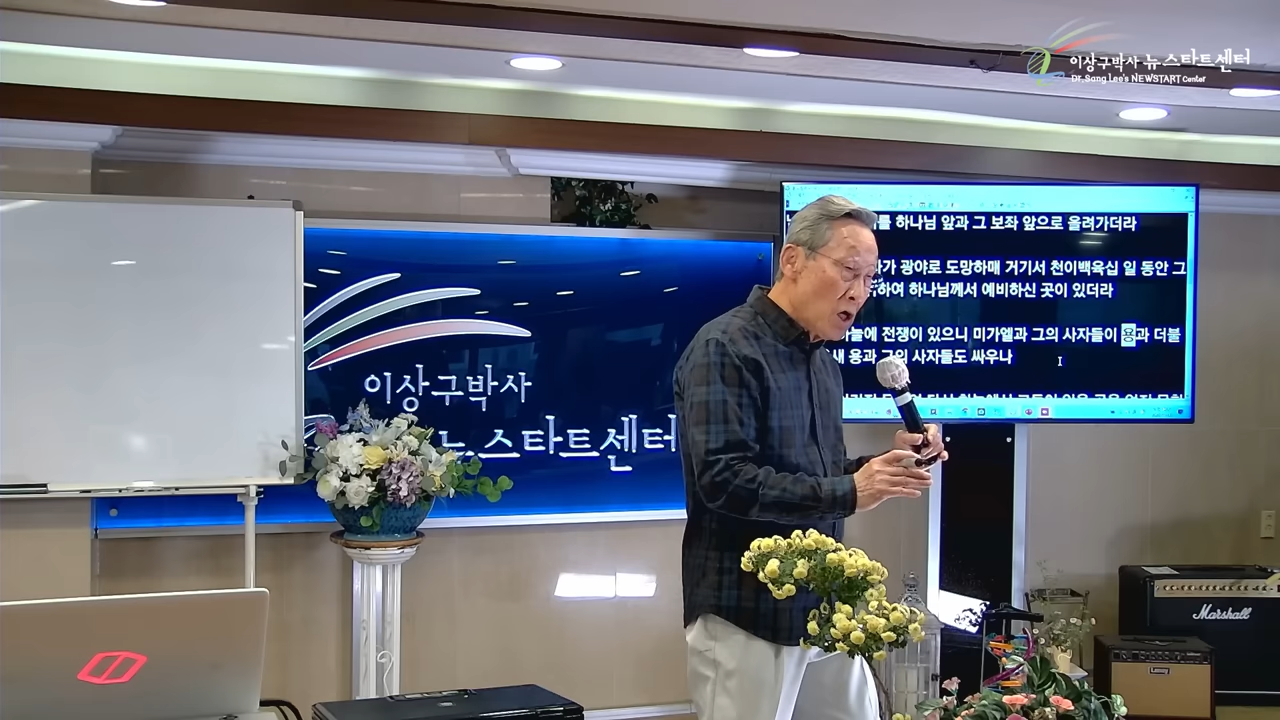 이상구박사 뉴스타트센터
Dr. Sang Lee's NEWSTART Center
를 하나님 앞과 그 보좌 앞으로 올려가더라
가 광야로 도망하매 거기서 천이백육십 일 동안 그
하여 하나님께서 예비하신 곳이 있더라
하늘에 전쟁이 있으니 미가엘과 그의 사자들이 용과 더불
새 용과 그의 사자들도 싸우나
이상구박사
뉴스타트센터
Marshall
Laney